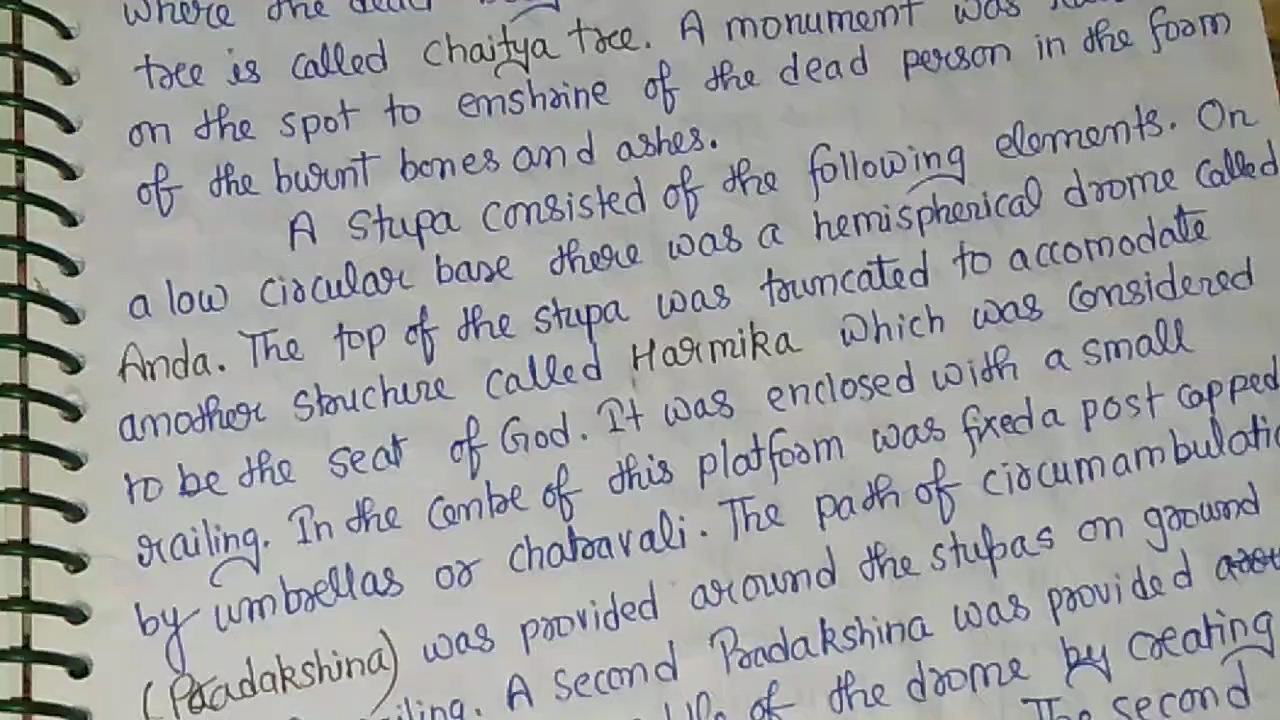 where the dead
tree is called chaitya tree. A monument was
on the spot to enshrine of the dead person in the form
of the burnt bones and ashes.
A stupa consisted of the following elements. On
a low circular base there was a hemispherical drome called
Anda. The top of the stupa was truncated to accomodate
another structure called Harmika which was considered
to be the seat of God. It was enclosed with a small
railing. In the centre of this platform was fixed a post capped
by umbrellas or chatravali. The path of circumambulatio
(Pradakshina) was provided around the stupas on ground
railing. A second Pradakshina was provided
of the drome by creating
The second